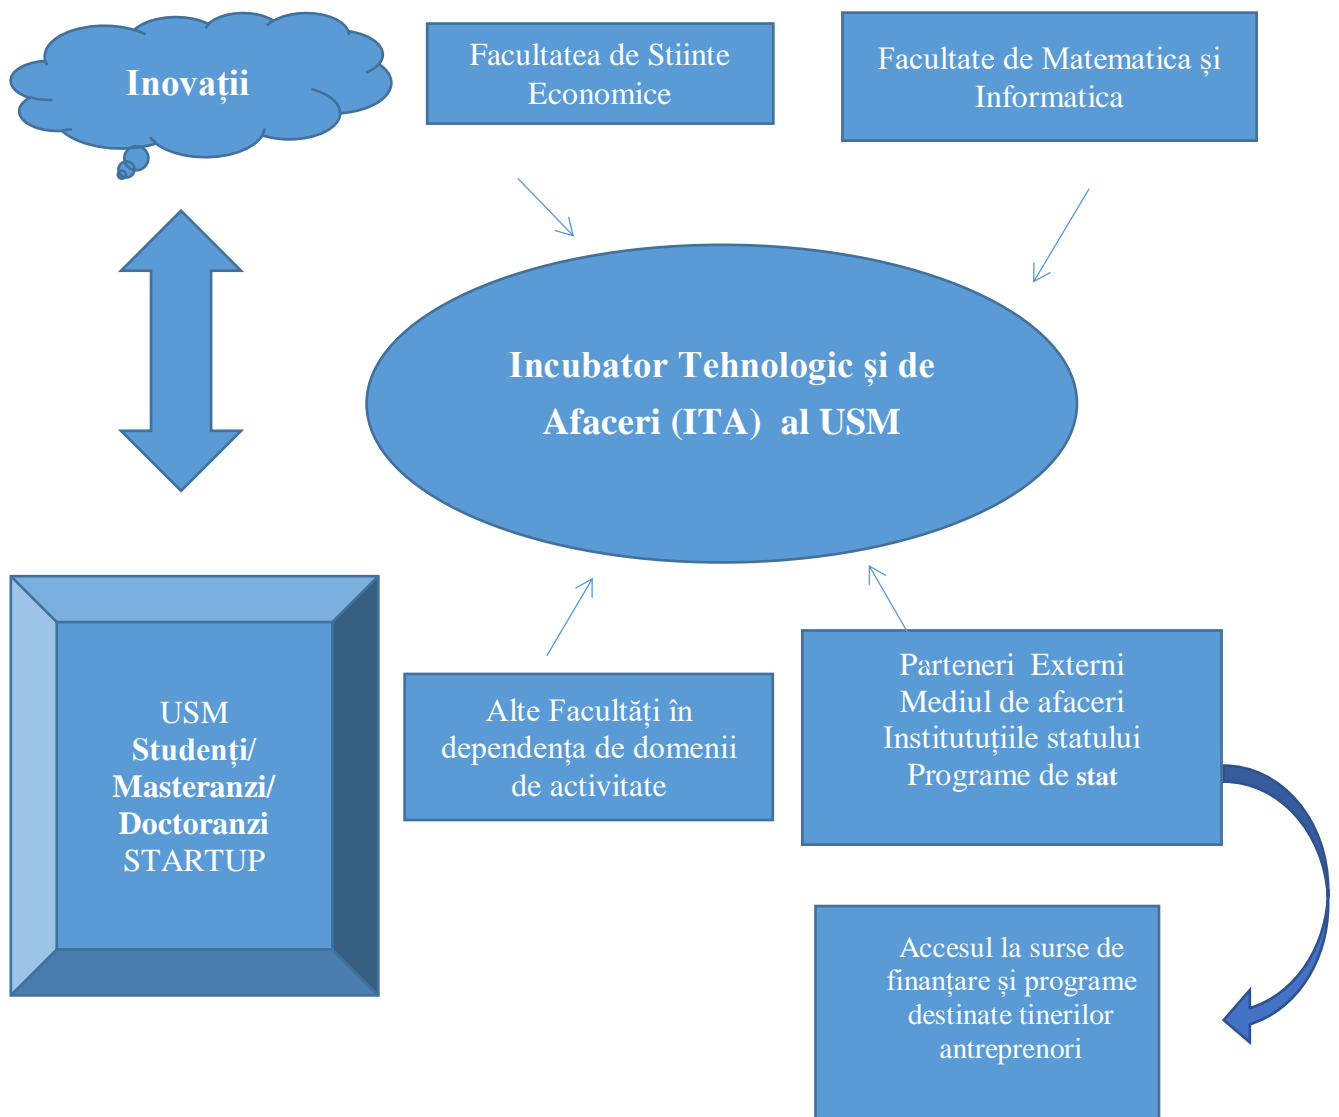 Inovații
Facultatea de Stiinte
Economice
Facultate de Matematica și
Informatica
Incubator Tehnologic și de
Afaceri (ITA)  al USM
USM
Studenți/
Masteranzi/
Doctoranzi
STARTUP
Alte Facultăți în
dependența de domenii
de activitate
Parteneri  Externi
Mediul de afaceri
Institutuțiile statului
Programe de stat
Accesul la surse de
finanțare și programe
destinate tinerilor
antreprenori